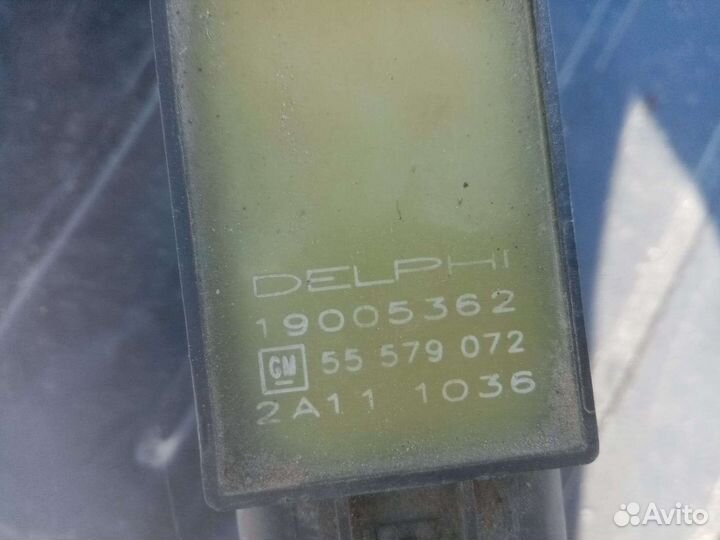 DELPHI
19005362
GM 55 579 072
2A11 1036
Avito